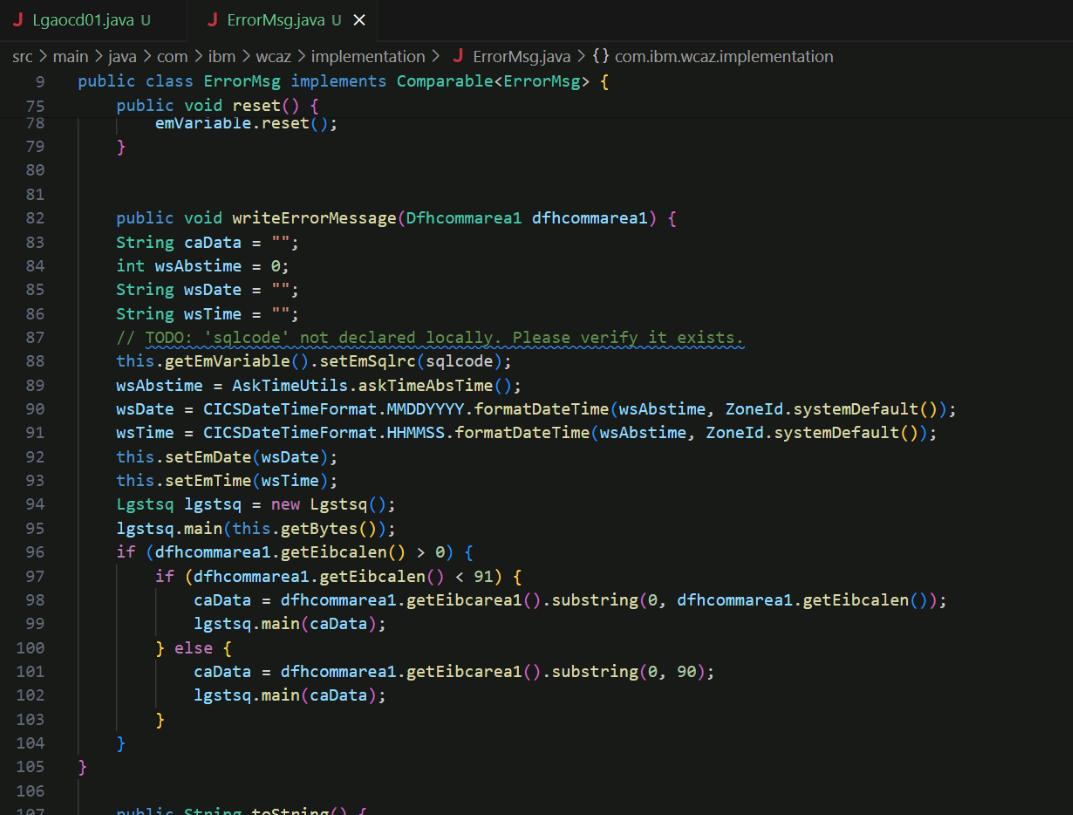 Lgaocd01.java U ErrorMsg.java U
src > main > java > com > ibm > wcaz > implementation > ErrorMsg.java > {} com.ibm.wcaz.implementation
9 public class ErrorMsg implements Comparable<ErrorMsg> {
75     public void reset() {
78         emVariable.reset();
79     }
80
81
82     public void writeErrorMessage(Dfhcommarea1 dfhcommarea1) {
83     String caData = "";
84     int wsAbstime = 0;
85     String wsDate = "";
86     String wsTime = "";
87     // TODO: 'sqlcode' not declared locally. Please verify it exists.
88     this.getEmVariable().setEmSqlrc(sqlcode);
89     wsAbstime = AskTimeUtils.askTimeAbsTime();
90     wsDate = CICSDateTimeFormat.MMDDYYYY.formatDateTime(wsAbstime, ZoneId.systemDefault());
91     wsTime = CICSDateTimeFormat.HHMMSS.formatDateTime(wsAbstime, ZoneId.systemDefault());
92     this.setEmDate(wsDate);
93     this.setEmTime(wsTime);
94     Lgstsq lgstsq = new Lgstsq();
95     lgstsq.main(this.getBytes());
96     if (dfhcommarea1.getEibcalen() > 0) {
97         if (dfhcommarea1.getEibcalen() < 91) {
98             caData = dfhcommarea1.getEibcarea1().substring(0, dfhcommarea1.getEibcalen());
99             lgstsq.main(caData);
100         } else {
101             caData = dfhcommarea1.getEibcarea1().substring(0, 90);
102             lgstsq.main(caData);
103         }
104     }
105 }
106
107     public String toString() {